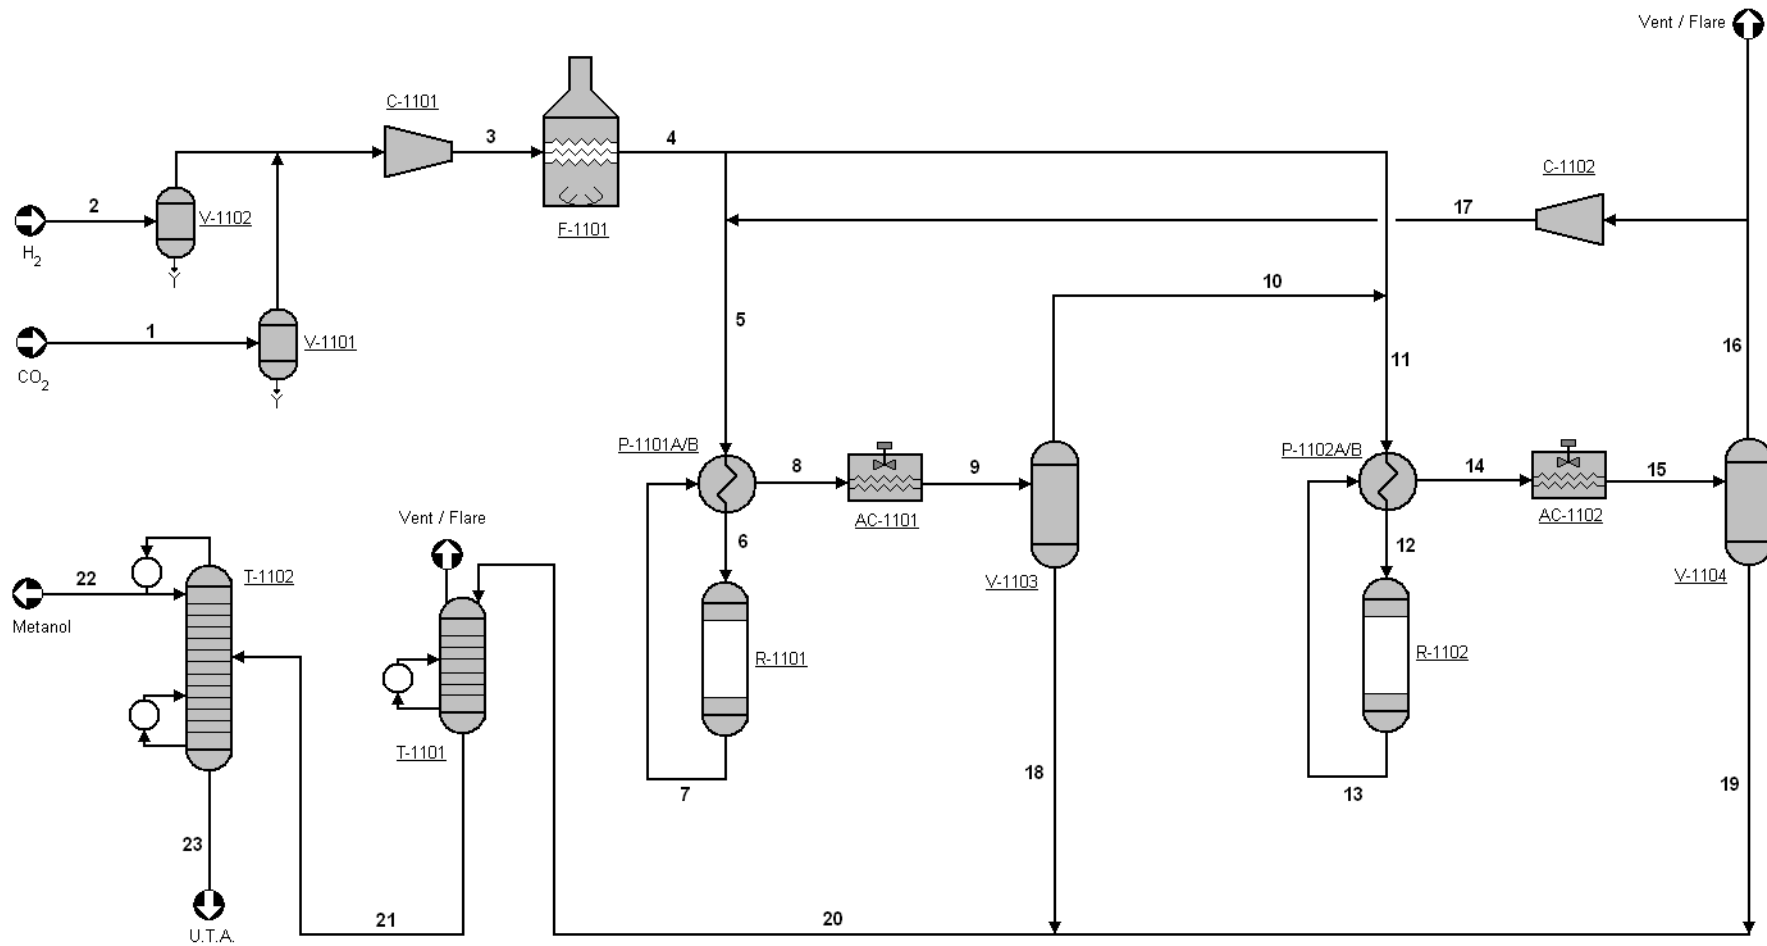 Vent / Flare
C-1101
3
4
F-1101
C-1102
17
2
H2
V-1102
1
CO2
V-1101
10
5
11
16
P-1101A/B
8
9
AC-1101
P-1102A/B
14
15
AC-1102
6
12
V-1103
V-1104
Vent / Flare
22
Metanol
T-1102
R-1101
R-1102
T-1101
7
13
18
19
23
21
20
U.T.A.